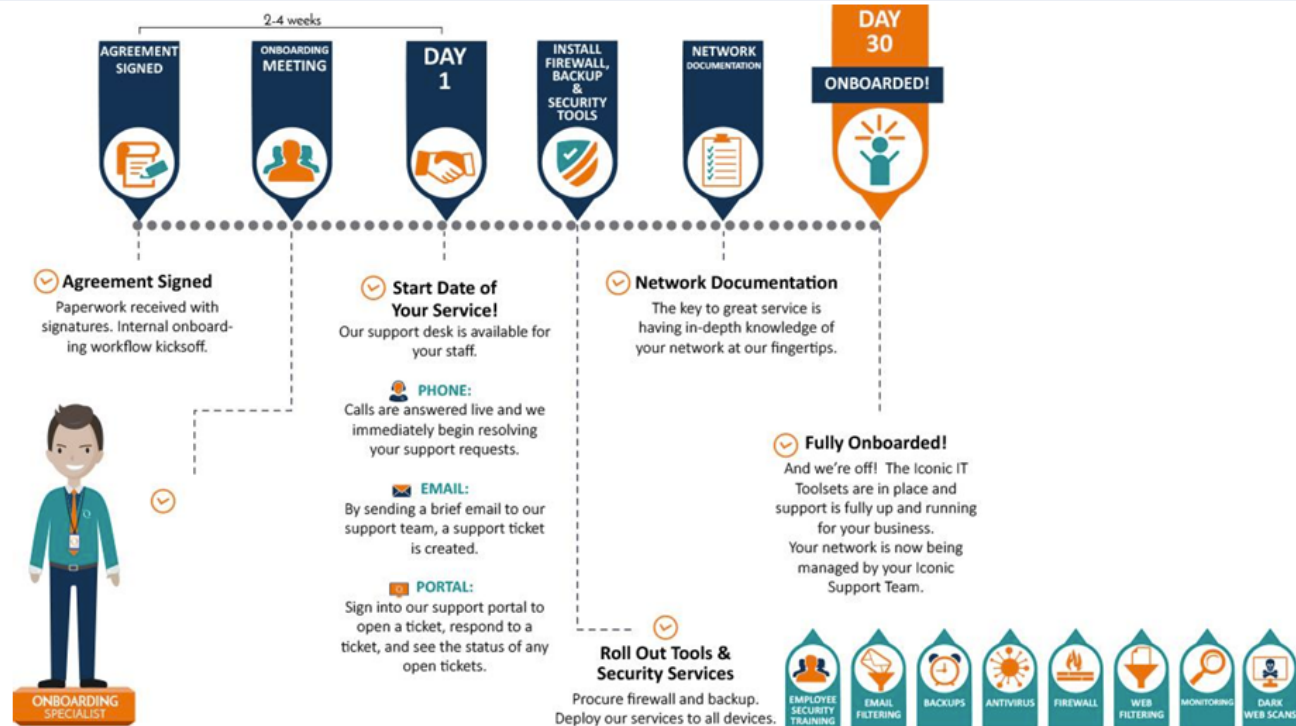 2-4 weeks
AGREEMENT
SIGNED
ONBOARDING
MEETING
DAY
1
INSTALL
FIREWALL,
BACKUP
&
SECURITY
TOOLS
NETWORK
DOCUMENTATION
DAY
30
ONBOARDED!
Agreement Signed
Paperwork received with
signatures. Internal onboard-
ing workflow kicksoff.
Start Date of
Your Service!
Our support desk is available for
your staff.
PHONE:
Calls are answered live and we
immediately begin resolving
your support requests.
EMAIL:
By sending a brief email to our
support team, a support ticket
is created.
PORTAL:
Sign into our support portal to
open a ticket, respond to a
ticket, and see the status of any
open tickets.
Network Documentation
The key to great service is
having in-depth knowledge of
your network at our fingertips.
Fully Onboarded!
And we're off! The Iconic IT
Toolsets are in place and
support is fully up and running
for your business.
Your network is now being
managed by your Iconic
Support Team.
Roll Out Tools &
Security Services
Procure firewall and backup.
Deploy our services to all devices.
ONBOARDING
SPECIALIST
EMPLOYEE
SECURITY
TRAINING
EMAIL
FILTERING
BACKUPS
ANTIVIRUS
FIREWALL
WEB
FILTERING
MONITORING
DARK
WEB SCANS